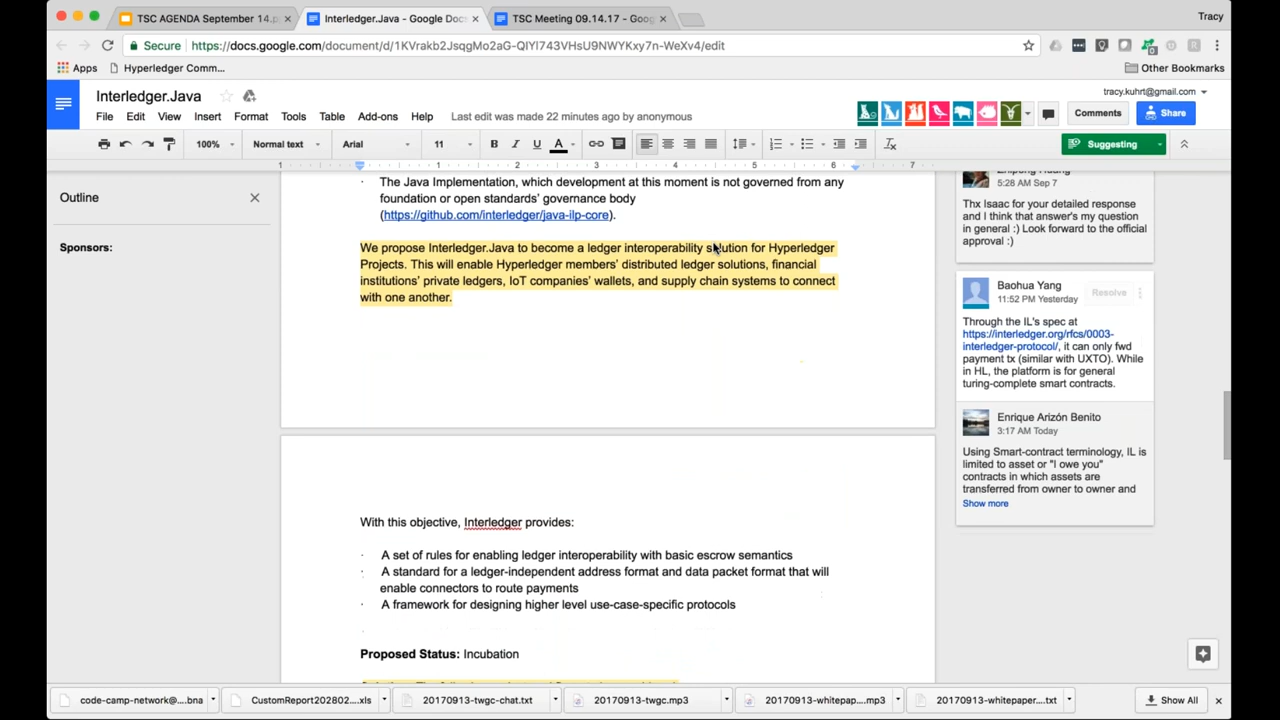 TSC AGENDA September 14.p
Interledger.Java - Google Docs
TSC Meeting 09.14.17 - Goog
Tracy
Secure
https://docs.google.com/document/d/1KVrakb2JsqgMo2aG-QIYI743VHsU9NWYKxy7n-WeXv4/edit
Apps
Hyperledger Comm...
Other Bookmarks
Interledger.Java
tracy.kuhrt@gmail.com
File Edit View Insert Format Tools Table Add-ons Help
Last edit was made 22 minutes ago by anonymous
Comments
Share
100% Normal text Arial 11 B I U A
Suggesting
1 1 2 3 4 5 6 7
Outline
Sponsors:
· The Java Implementation, which development at this moment is not governed from any
foundation or open standards' governance body
(https://github.com/interledger/java-ilp-core).
We propose Interledger.Java to become a ledger interoperability solution for Hyperledger
Projects. This will enable Hyperledger members' distributed ledger solutions, financial
institutions' private ledgers, IoT companies' wallets, and supply chain systems to connect
with one another.
With this objective, Interledger provides:
· A set of rules for enabling ledger interoperability with basic escrow semantics
· A standard for a ledger-independent address format and data packet format that will
enable connectors to route payments
· A framework for designing higher level use-case-specific protocols
Proposed Status: Incubation
5:28 AM Sep 7
Thx Isaac for your detailed
response
and I think that answer's my question
in general :) Look forward to the official
approval :)
Baohua Yang
11:52 PM Yesterday
Resolve
Through the IL's spec at
https://interledger.org/rfcs/0003-
interledger-protocol/, it can only fwd
payment tx (similar with UXTO). While
in HL, the platform is for general
turing-complete smart contracts.
Enrique Arizón Benito
3:17 AM Today
Using Smart-contract terminology, IL is
limited to asset or "I owe you"
contracts in which assets are
transferred from owner to owner and
Show more
code-camp-network@....bna
CustomReport202802....xls
20170913-twgc-chat.txt
20170913-twgc.mp3
20170913-whitepap....mp3
20170913-whitepaper....txt
Show All